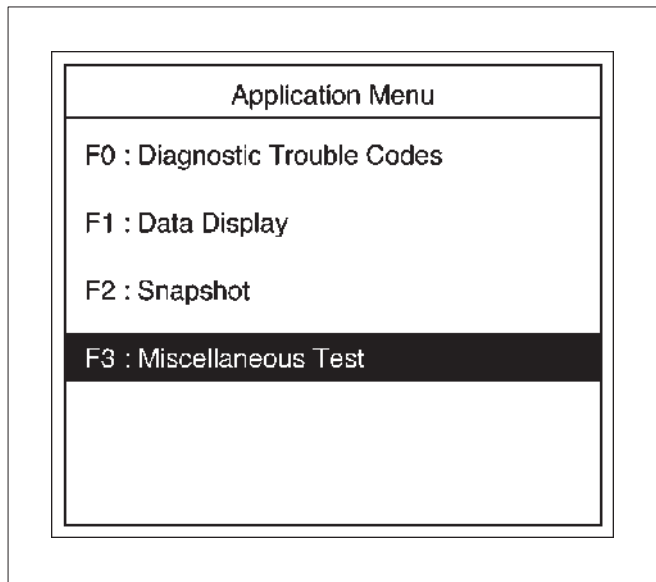 Application Menu
F0 : Diagnostic Trouble Codes
F1 : Data Display
F2 : Snapshot
F3 : Miscellaneous Test